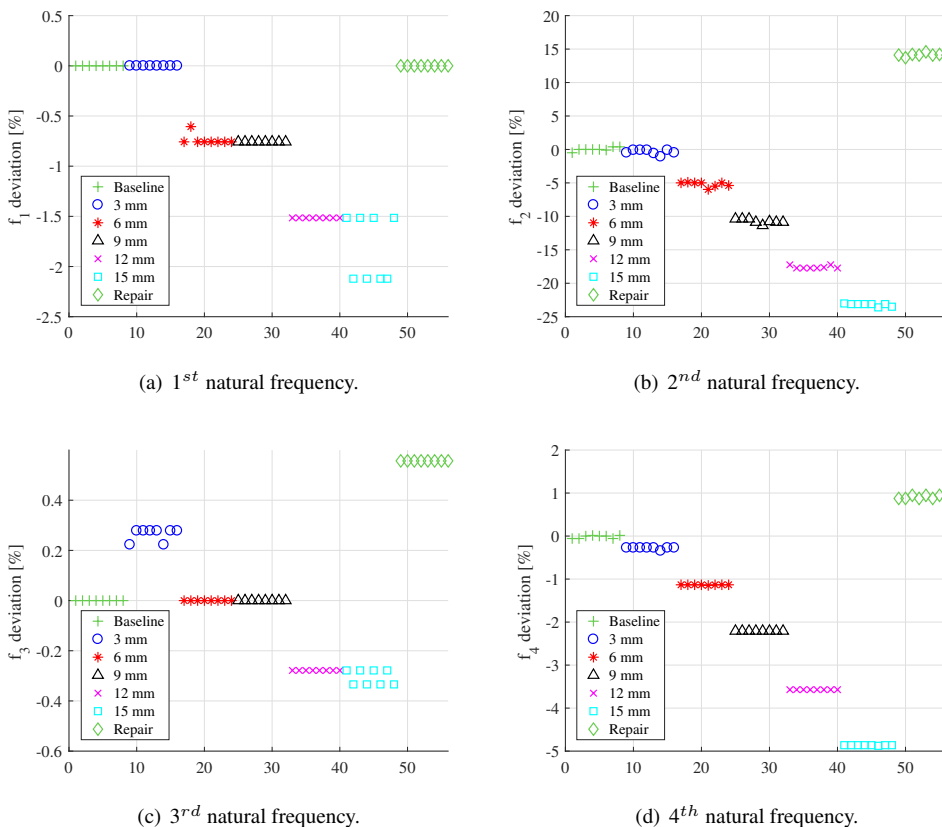 0.5
0
-0.5
-1
-1.5
-2
-2.5
f1 deviation [%]
Baseline
3 mm
6 mm
9 mm
12 mm
15 mm
Repair
0 10 20 30 40 50
(a) 1st natural frequency.
20
15
10
5
0
-5
-10
-15
-20
-25
f2 deviation [%]
Baseline
3 mm
6 mm
9 mm
12 mm
15 mm
Repair
0 10 20 30 40 50
(b) 2nd natural frequency.
0.4
0.2
0
-0.2
-0.4
-0.6
f3 deviation [%]
Baseline
3 mm
6 mm
9 mm
12 mm
15 mm
Repair
0 10 20 30 40 50
(c) 3rd natural frequency.
2
1
0
-1
-2
-3
-4
-5
f4 deviation [%]
Baseline
3 mm
6 mm
9 mm
12 mm
15 mm
Repair
0 10 20 30 40 50
(d) 4th natural frequency.